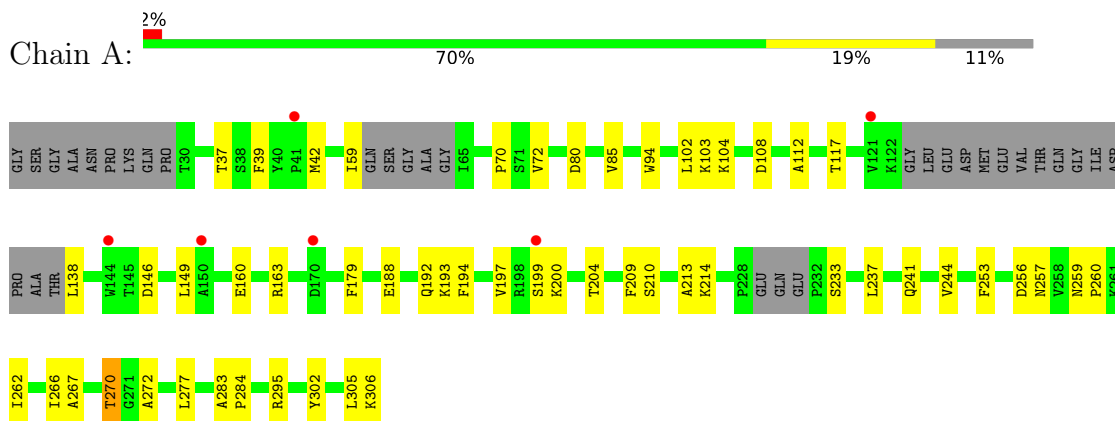 2%
Chain A:
70% 19% 11%
GLY SER GLY ALA ASN PRO LYS GLN PRO T30 T37 S38 F39 Y40 P41 M42 I59 GLN SER GLY ALA GLY I65 P70 S71 V72 D80 V85 W94 L102 K103 K104 D108 A112 T117 V121 K122 GLY LEU GLU ASP MET GLU VAL THR GLN GLY ILE ASP
PRO ALA THR L138 W144 T145 D146 L149 A150 E160 R163 D170 F179 E188 Q192 K193 F194 V197 R198 S199 K200 T204 F209 S210 A213 K214 P228 GLU GLN GLU P232 S233 L237 Q241 V244 F253 D256 N257 V258 N259 P260 K261
I262 I266 A267 T270 G271 A272 L277 A283 P284 R295 Y302 L305 K306